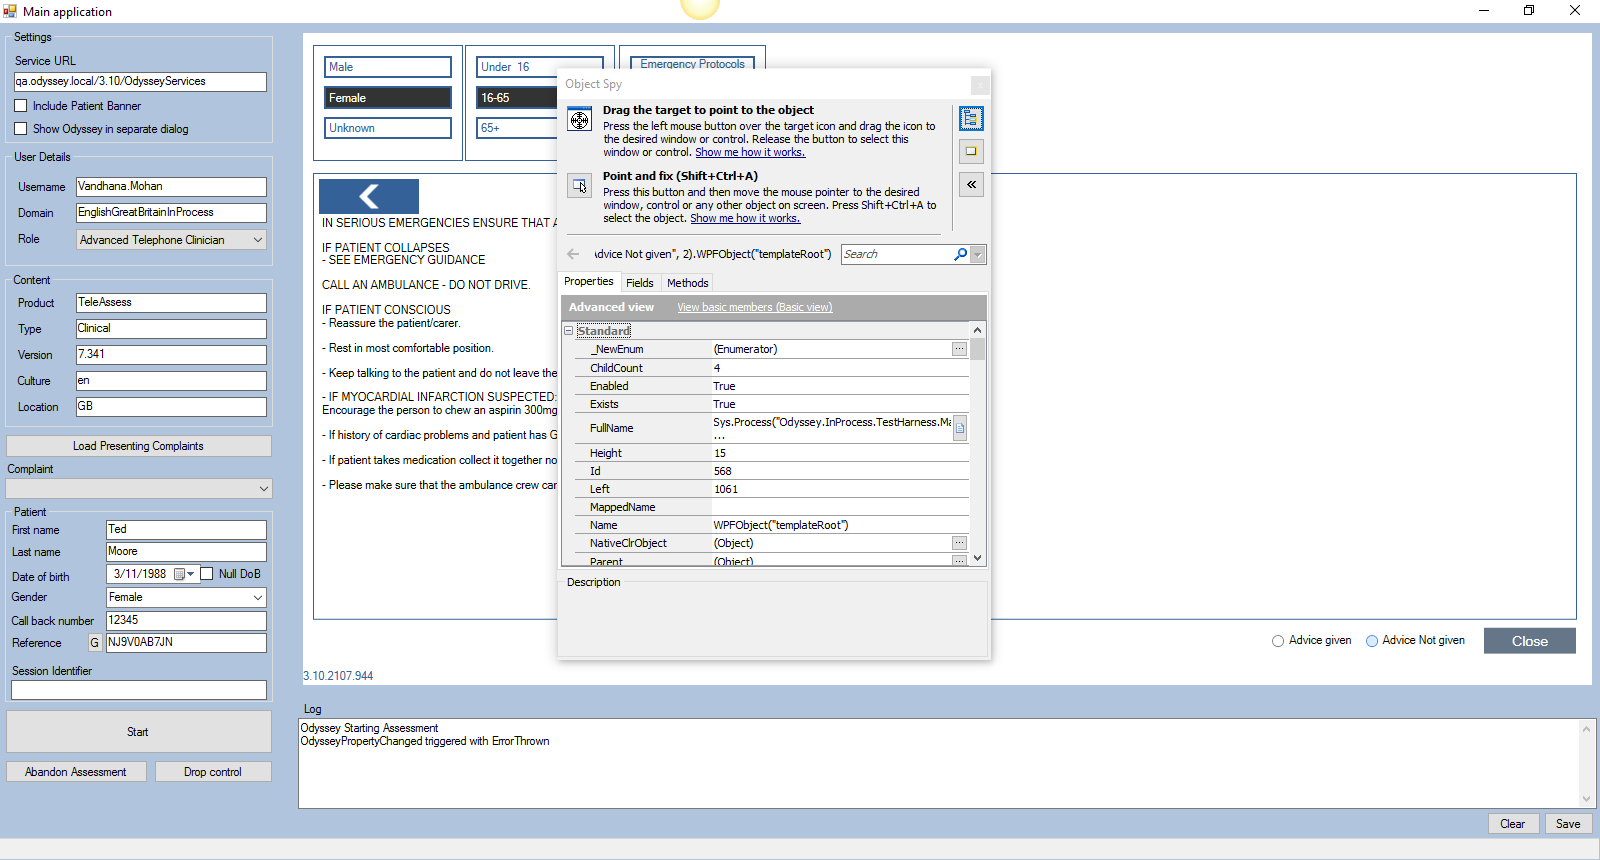 Main application
Settings
Service URL
qa.odyssey.local/3.10/OdysseyServices
Include Patient Banner
Show Odyssey in separate dialog
User Details
Username Vandhana.Mohan
Domain EnglishGreatBritainInProcess
Role Advanced Telephone Clinician
Content
Product TeleAssess
Type Clinical
Version 7.341
Culture en
Location GB
Load Presenting Complaints
Complaint
Patient
First name Ted
Last name Moore
Date of birth 3/11/1988 Null DoB
Gender Female
Call back number 12345
Reference G NJ9V0AB7JN
Session Identifier
Start
Abandon Assessment Drop control
Male
Female
Unknown
Under 16
16-65
65+
Emergency Protocols
IN SERIOUS EMERGENCIES ENSURE THAT
IF PATIENT COLLAPSES
- SEE EMERGENCY GUIDANCE
CALL AN AMBULANCE - DO NOT DRIVE.
IF PATIENT CONSCIOUS
- Reassure the patient/carer.
- Rest in most comfortable position.
- Keep talking to the patient and do not leave the
- IF MYOCARDIAL INFARCTION SUSPECTED:
Encourage the person to chew an aspirin 300mg
- If history of cardiac problems and patient has
- If patient takes medication collect it together
- Please make sure that the ambulance crew
Object Spy
Drag the target to point to the object
Press the left mouse button over the target icon and drag the icon to
the desired window or control. Release the button to select this
window or control. Show me how it works.
Point and fix (Shift+Ctrl+A)
Press this button and then move the mouse pointer to the desired
window, control or any other object on screen. Press Shift+Ctrl+A to
select the object. Show me how it works.
Advice Not given", 2).WPFObject("templateRoot") Search
Properties Fields Methods
Advanced view View basic members (Basic view)
Standard
_NewEnum (Enumerator) ...
ChildCount 4
Enabled True
Exists True
FullName Sys.Process("Odyssey.InProcess.TestHarness.Ma
...
Height 15
Id 568
Left 1061
MappedName
Name WPFObject("templateRoot")
NativeClrObject (Object) ...
Parent (Object) ...
Description
Advice given Advice Not given Close
3.10.2107.944
Log
Odyssey Starting Assessment
OdysseyPropertyChanged triggered with ErrorThrown
Clear Save